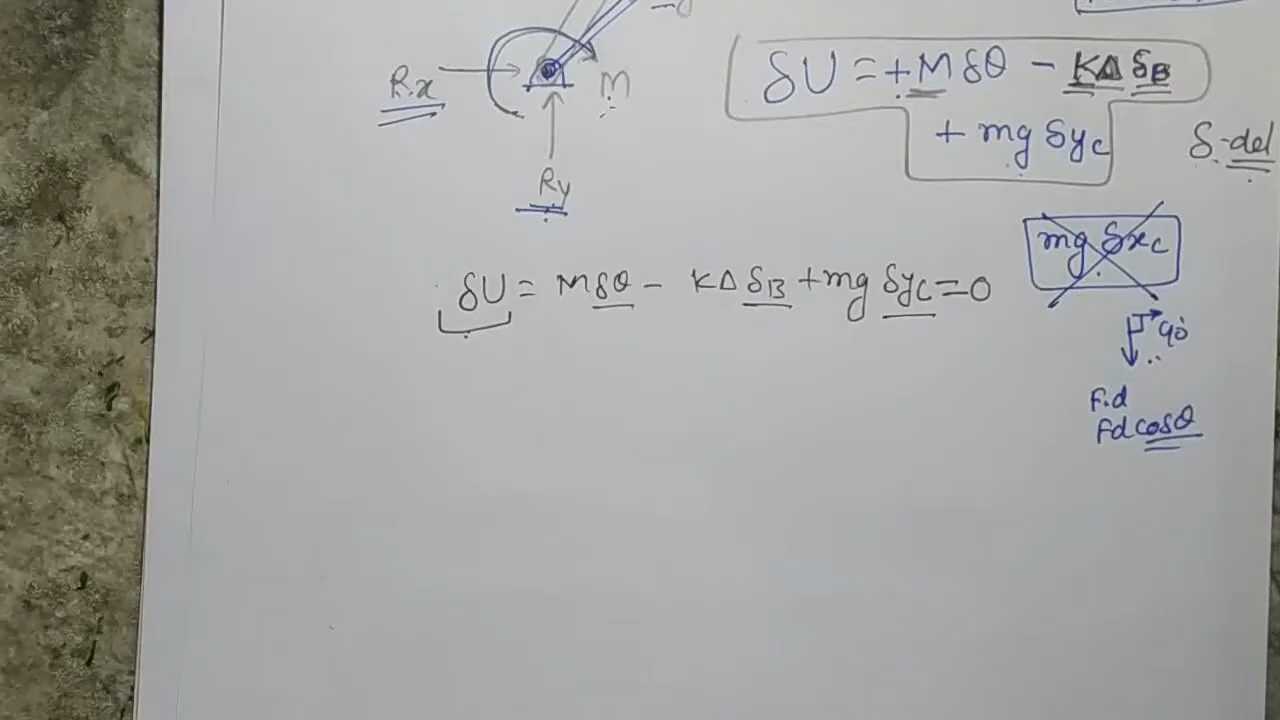 δU = +M δθ - KΔ δB
+ mg δyc
Rx
M
δ-del
Ry
mg δxc
δU = Mδθ - KΔ δB + mg δyc = 0
90°
F.d
Fd cosθ